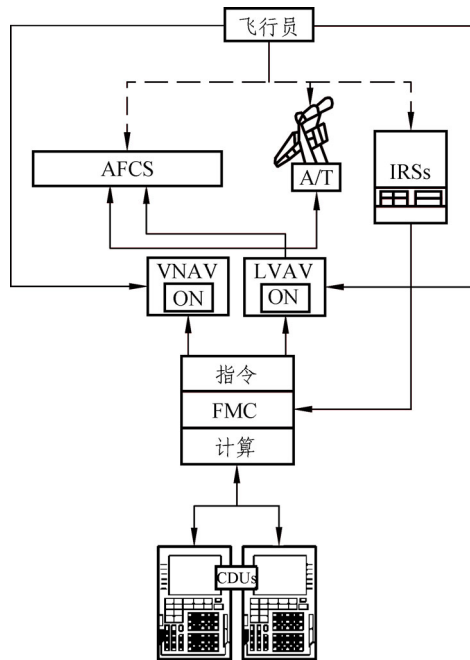 飞行员
AFCS
A/T
IRSs
VNAV
ON
LVAV
ON
指令
FMC
计算
CDUs